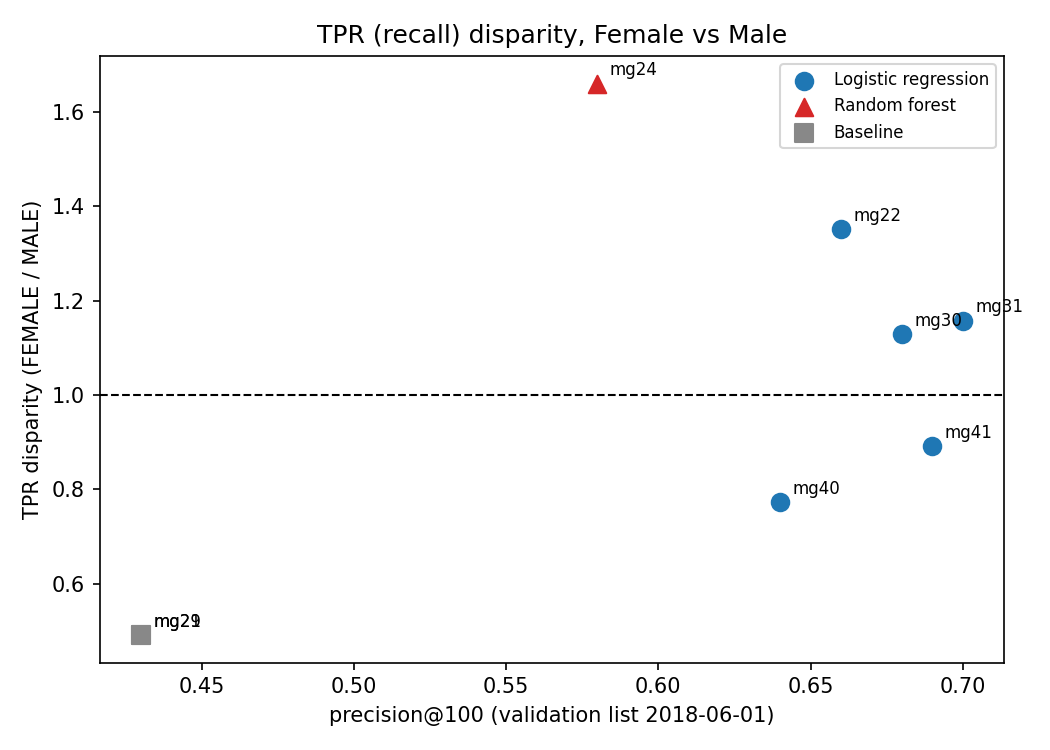 TPR (recall) disparity, Female vs Male
TPR disparity (FEMALE / MALE)
1.6
1.4
1.2
1.0
0.8
0.6
mg24
Logistic regression
Random forest
Baseline
mg22
mg31
mg30
mg41
mg40
0.45
0.50
0.55
0.60
0.65
0.70
precision@100 (validation list 2018-06-01)